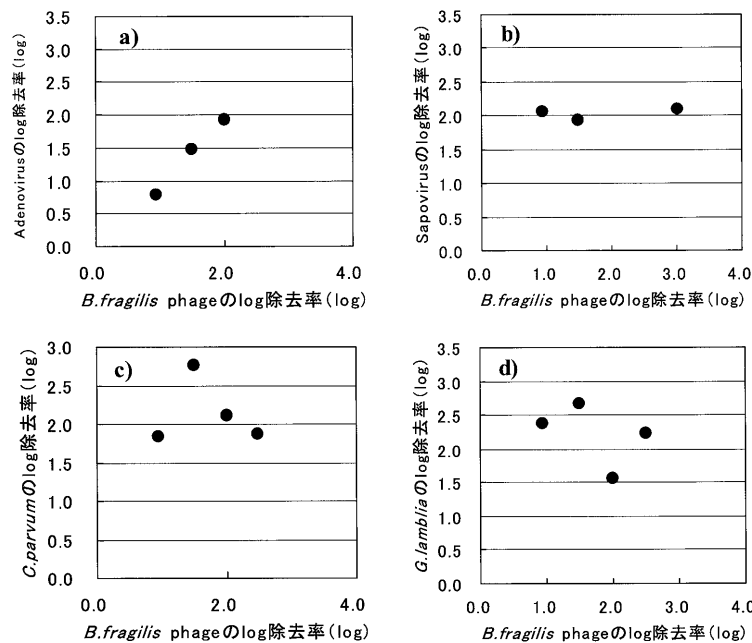 a)
Adenovirusのlog除去率(log)
3.5
3.0
2.5
2.0
1.5
1.0
0.5
0.0
0.0 2.0 4.0
B.fragilis phageのlog除去率(log)
b)
Sapovirusのlog除去率(log)
3.5
3.0
2.5
2.0
1.5
1.0
0.5
0.0
0.0 1.0 2.0 3.0 4.0
B.fragilis phageのlog除去率(log)
c)
C.parvumのlog除去率(log)
3.0
2.5
2.0
1.5
1.0
0.5
0.0
0.0 2.0 4.0
B.fragilis phageのlog除去率(log)
d)
G.lambliaのlog除去率(log)
3.5
3.0
2.5
2.0
1.5
1.0
0.5
0.0
0.0 1.0 2.0 3.0 4.0
B.fragilis phageのlog除去率(log)